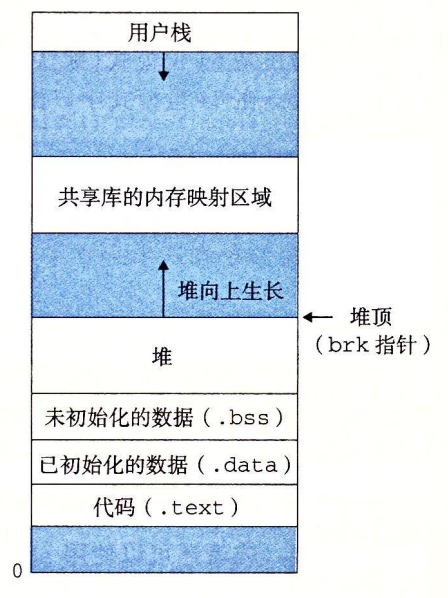 用户栈
共享库的内存映射区域
堆向上生长
堆顶
（brk 指针）
堆
未初始化的数据（.bss）
已初始化的数据（.data）
代码（.text）
0